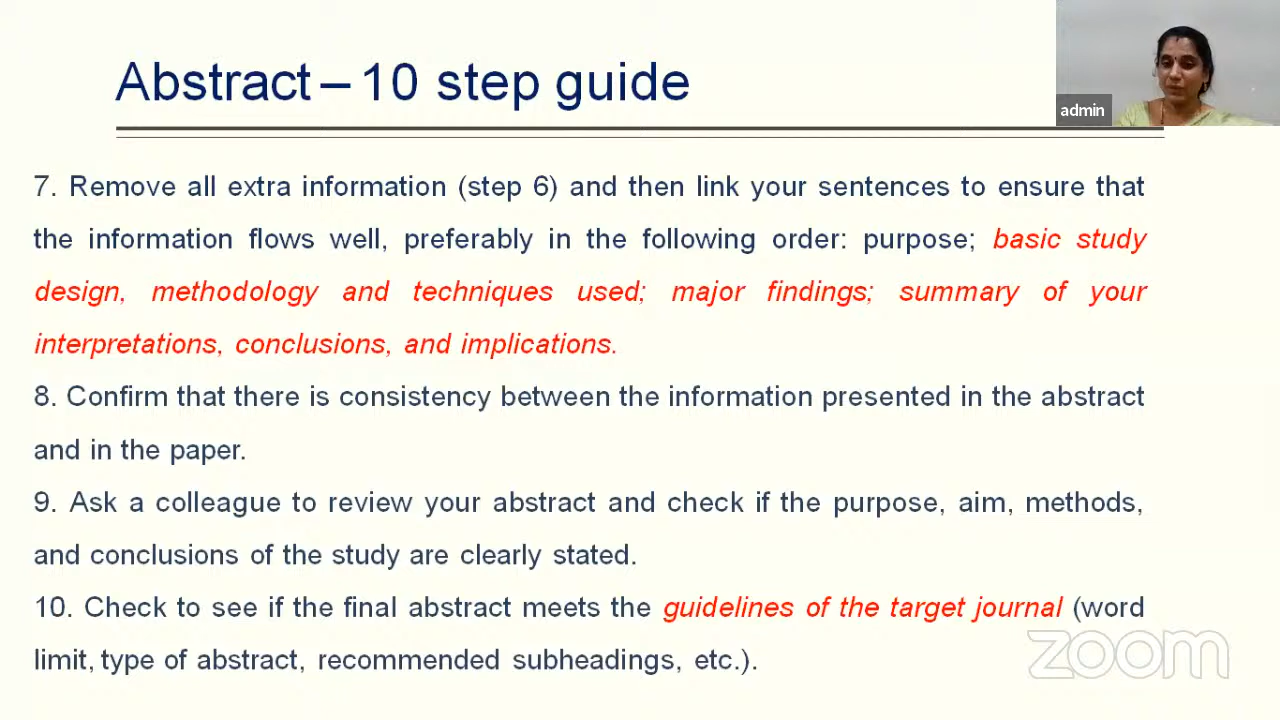 Abstract – 10 step guide
admin
7. Remove all extra information (step 6) and then link your sentences to ensure that
the information flows well, preferably in the following order: purpose; basic study
design, methodology and techniques used; major findings; summary of your
interpretations, conclusions, and implications.
8. Confirm that there is consistency between the information presented in the abstract
and in the paper.
9. Ask a colleague to review your abstract and check if the purpose, aim, methods,
and conclusions of the study are clearly stated.
10. Check to see if the final abstract meets the guidelines of the target journal (word
limit, type of abstract, recommended subheadings, etc.).
zoom